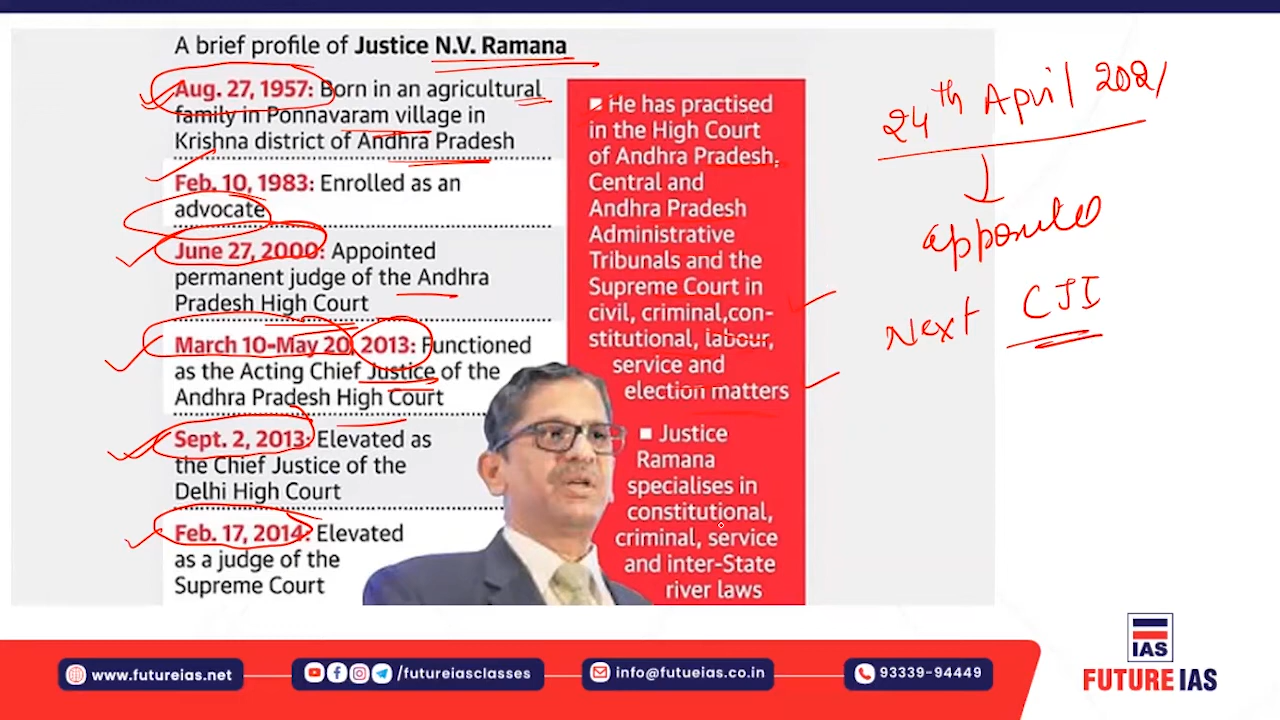 A brief profile of Justice N.V. Ramana
Aug. 27, 1957: Born in an agricultural
family in Ponnavaram village in
Krishna district of Andhra Pradesh
Feb. 10, 1983: Enrolled as an
advocate
June 27, 2000: Appointed
permanent judge of the Andhra
Pradesh High Court
March 10-May 20, 2013: Functioned
as the Acting Chief Justice of the
Andhra Pradesh High Court
Sept. 2, 2013: Elevated as
the Chief Justice of the
Delhi High Court
Feb. 17, 2014: Elevated
as a judge of the
Supreme Court
■ He has practised
in the High Court
of Andhra Pradesh,
Central and
Andhra Pradesh
Administrative
Tribunals and the
Supreme Court in
civil, criminal,con-
stitutional, labour,
service and
election matters
■ Justice
Ramana
specialises in
constitutional,
criminal, service
and inter-State
river laws
24th April 2021
Next CJI
www.futureias.net
/futureiasclasses
info@futueias.co.in
93339-94449
IAS
FUTURE IAS